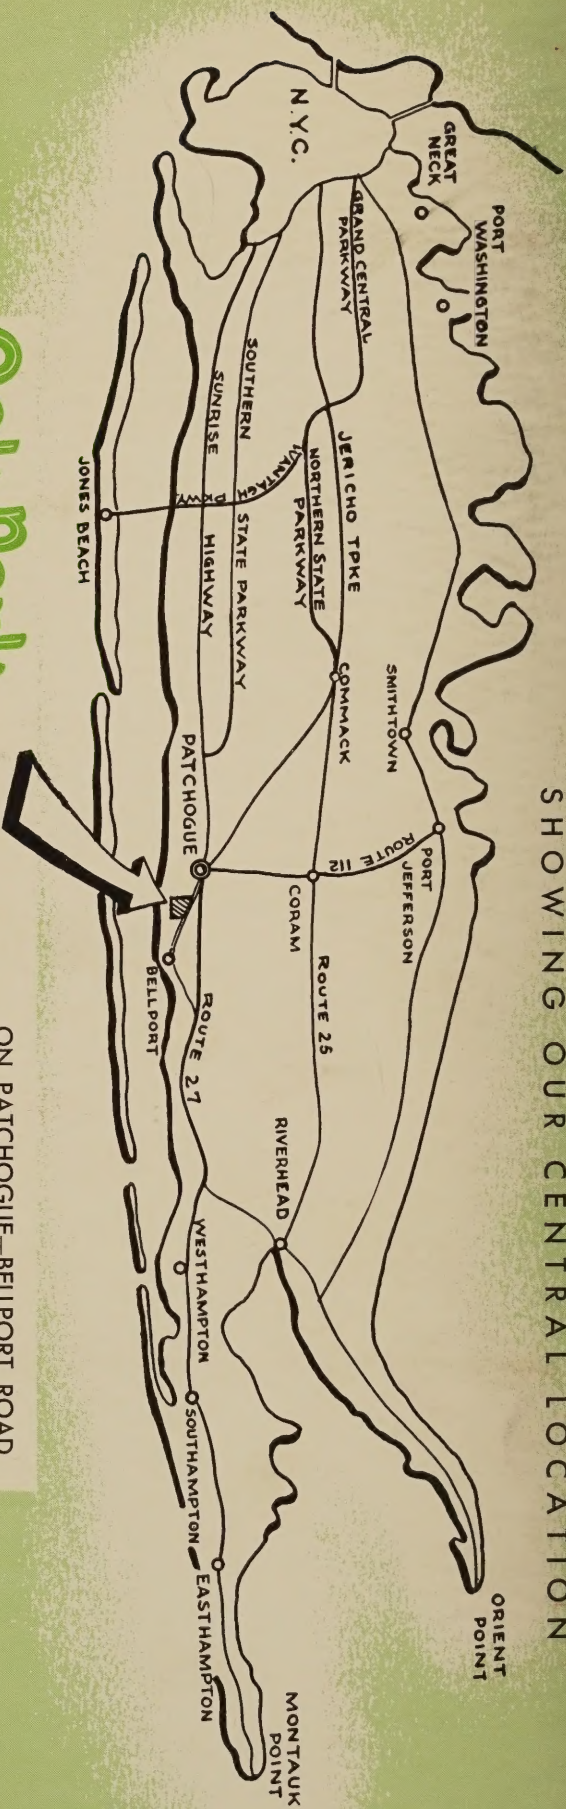 SHOWING OUR CENTRAL LOCATION
PORT
WASHINGTON
GREAT
NECK
ORIENT
POINT
N.Y.C.
GRAND CENTRAL
PARKWAY
JERICHO TPKE
NORTHERN STATE
PARKWAY
WANTAGH
PKWY
SOUTHERN
STATE PARKWAY
SUNRISE
HIGHWAY
JONES BEACH
SMITHTOWN
COMMACK
PORT
JEFFERSON
ROUTE 112
CORAM
ROUTE 25
PATCHOGUE
BELLPORT
ROUTE 27
RIVERHEAD
WESTHAMPTON
SOUTHAMPTON
EASTHAMPTON
MONTAUK
POINT
ON PATCHOGUE—BELLPORT ROAD